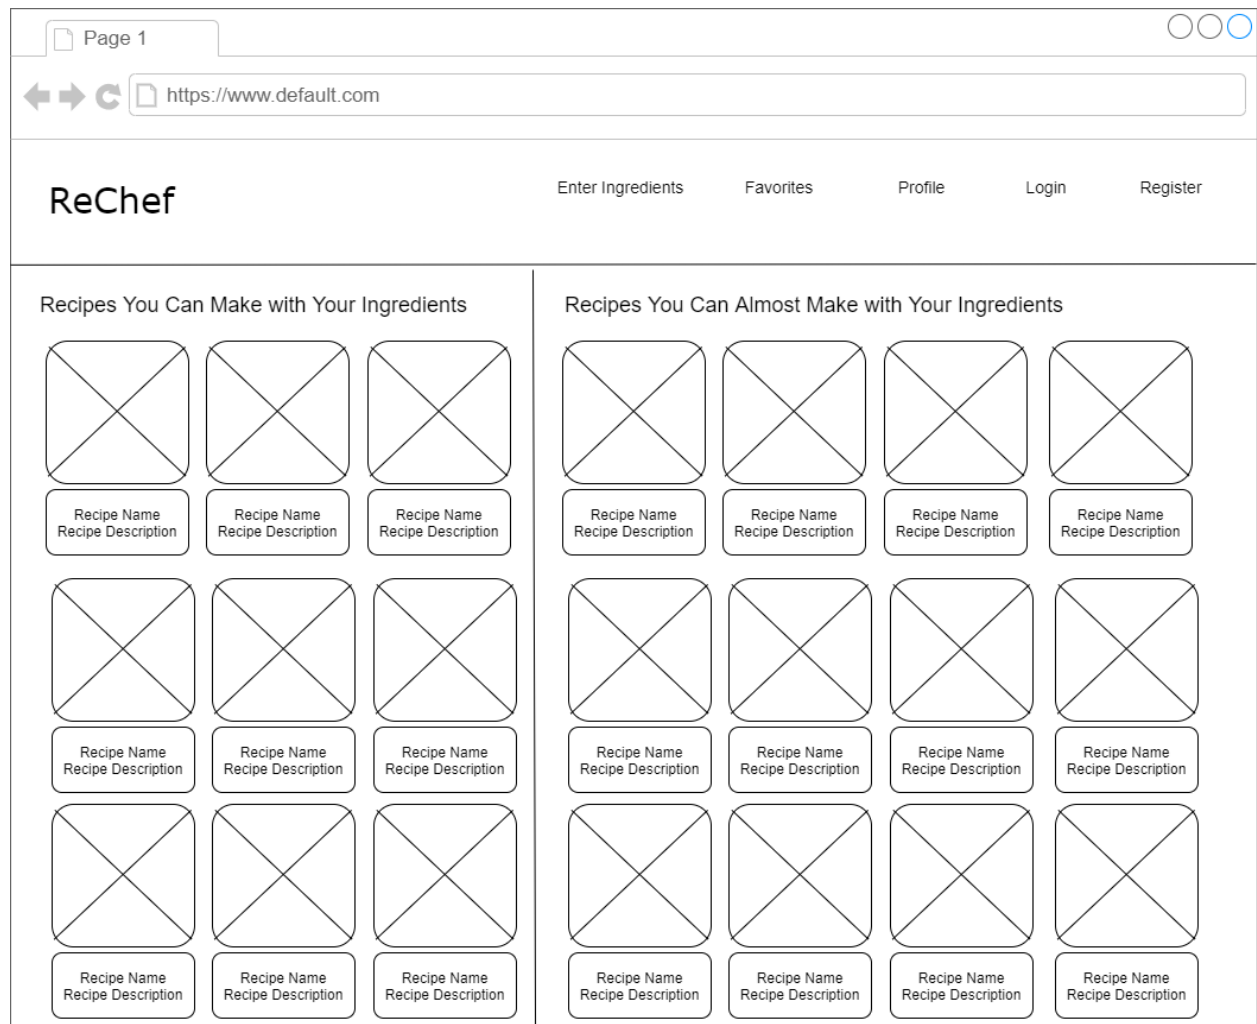 Page 1
https://www.default.com
ReChef
Enter Ingredients
Favorites
Profile
Login
Register
Recipes You Can Make with Your Ingredients
Recipe Name
Recipe Description
Recipe Name
Recipe Description
Recipe Name
Recipe Description
Recipe Name
Recipe Description
Recipe Name
Recipe Description
Recipe Name
Recipe Description
Recipe Name
Recipe Description
Recipe Name
Recipe Description
Recipe Name
Recipe Description
Recipes You Can Almost Make with Your Ingredients
Recipe Name
Recipe Description
Recipe Name
Recipe Description
Recipe Name
Recipe Description
Recipe Name
Recipe Description
Recipe Name
Recipe Description
Recipe Name
Recipe Description
Recipe Name
Recipe Description
Recipe Name
Recipe Description
Recipe Name
Recipe Description
Recipe Name
Recipe Description
Recipe Name
Recipe Description
Recipe Name
Recipe Description